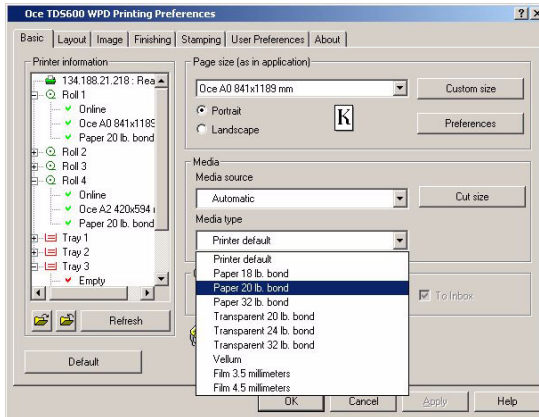 Oce TDS600 WPD Printing Preferences
Basic
Layout
Image
Finishing
Stamping
User Preferences
About
Printer information
134.188.21.218 : Rea
Roll 1
Online
Oce A0 841x1189
Paper 20 lb. bond
Roll 2
Roll 3
Roll 4
Online
Oce A2 420x594
Paper 20 lb. bond
Tray 1
Tray 2
Tray 3
Empty
Refresh
Default
Page size (as in application)
Oce A0 841x1189 mm
Custom size
Portrait
Landscape
K
Preferences
Media
Media source
Automatic
Cut size
Media type
Printer default
Printer default
Paper 18 lb. bond
Paper 20 lb. bond
Paper 32 lb. bond
Transparent 20 lb. bond
Transparent 24 lb. bond
Transparent 32 lb. bond
Vellum
Film 3.5 millimeters
Film 4.5 millimeters
To Inbox
OK
Cancel
Apply
Help